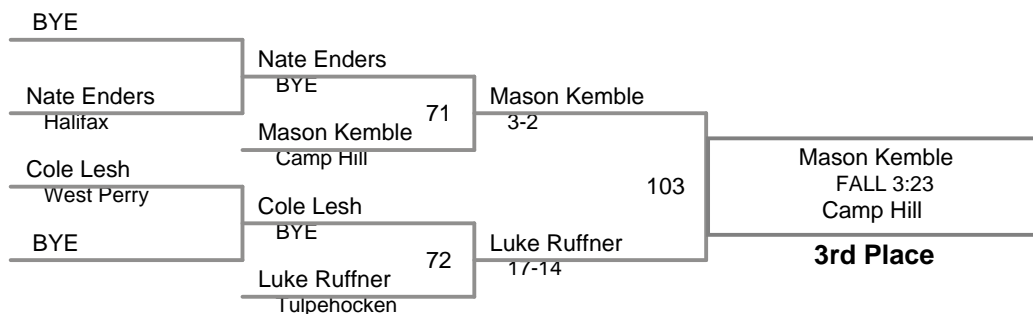 BYE
Nate Enders
Halifax
Cole Lesh
West Perry
BYE
Nate Enders
BYE
71
Mason Kemble
Camp Hill
Cole Lesh
BYE
72
Luke Ruffner
Tulpehocken
Mason Kemble
3-2
103
Luke Ruffner
17-14
Mason Kemble
FALL 3:23
Camp Hill
3rd Place